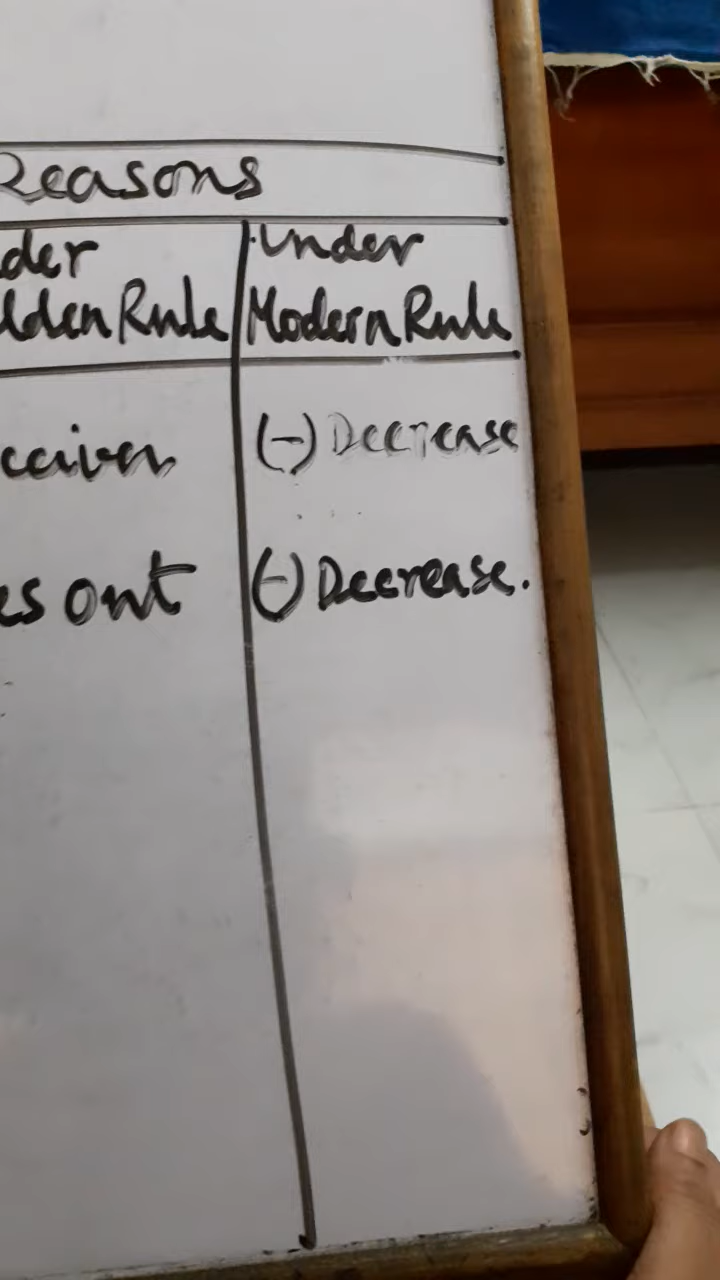 Reasons
der
lden Rule
Under
Modern Rule
ceiver (-) Decrease
es out (-) Decrease.